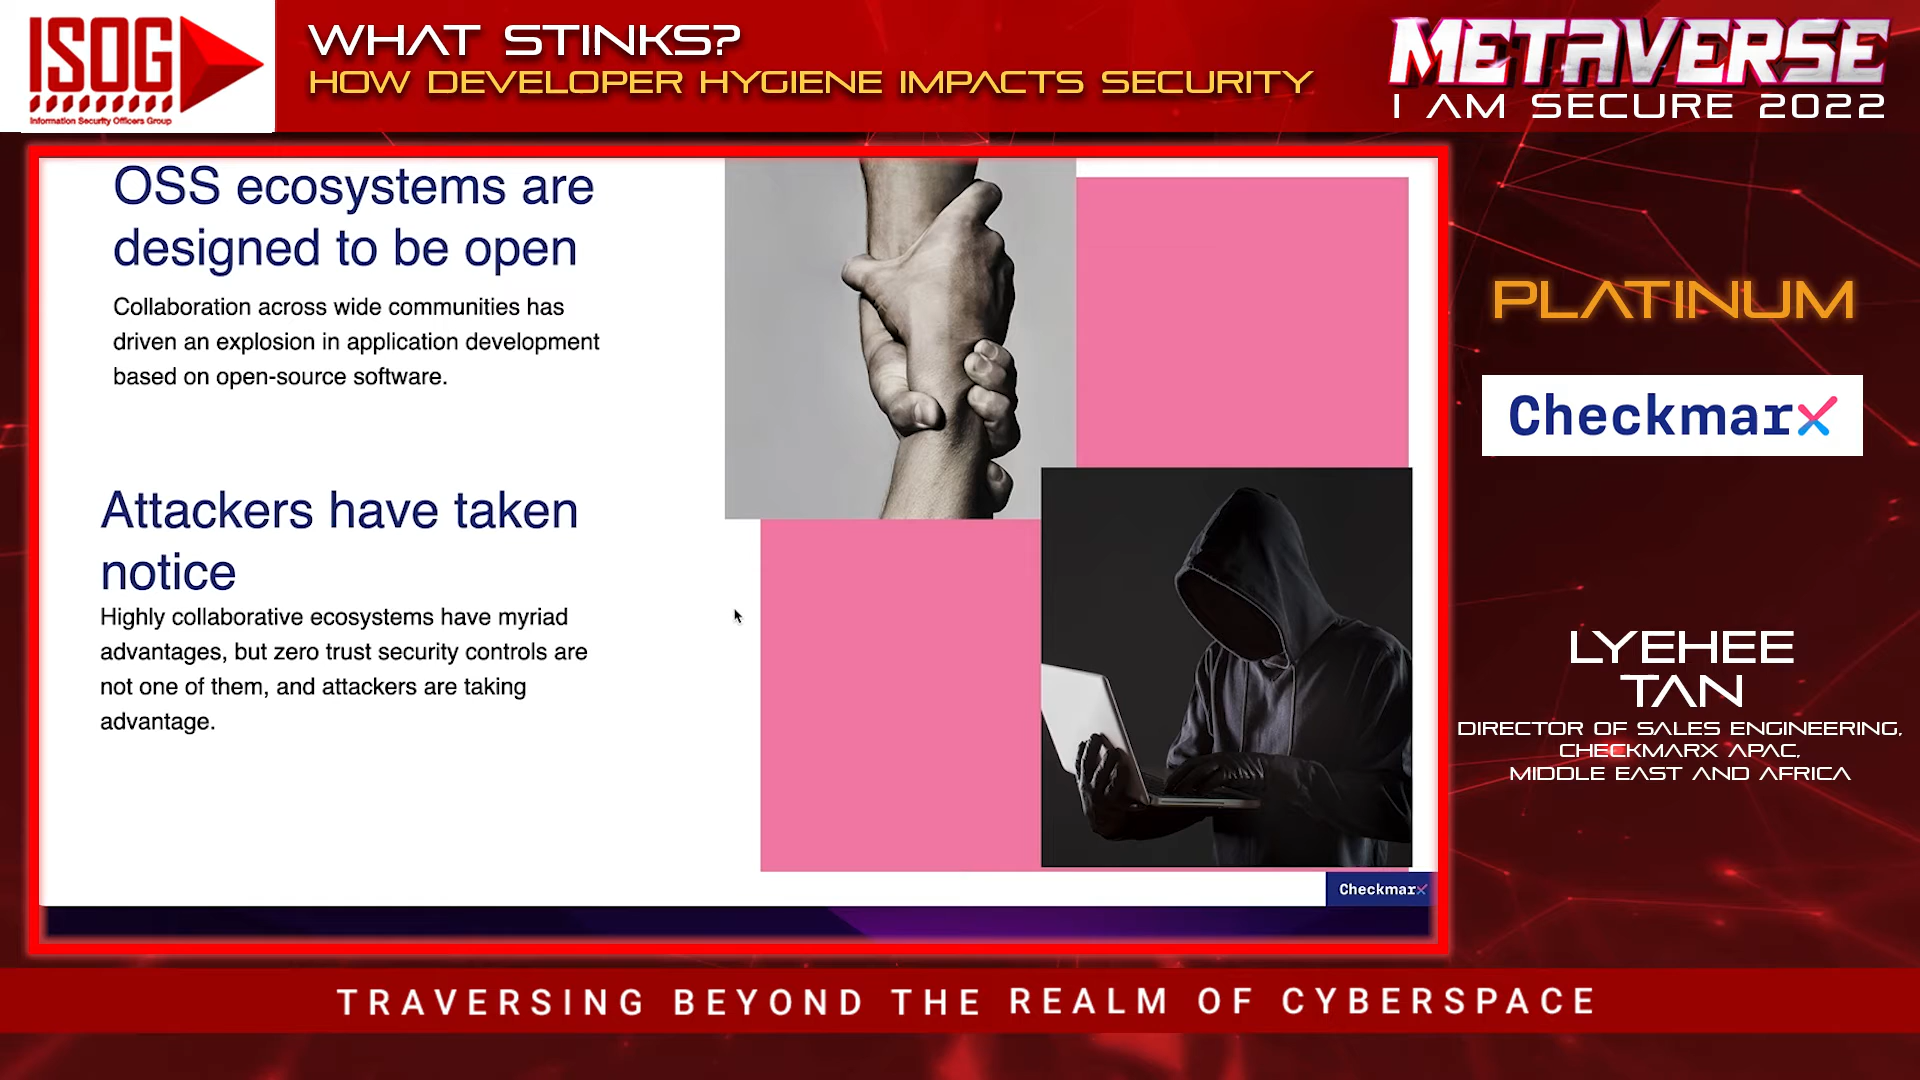 ISOG
Information Security Officers Group
WHAT STINKS?
HOW DEVELOPER HYGIENE IMPACTS SECURITY
METAVERSE
I AM SECURE 2022
OSS ecosystems are
designed to be open
Collaboration across wide communities has
driven an explosion in application development
based on open-source software.
Attackers have taken
notice
Highly collaborative ecosystems have myriad
advantages, but zero trust security controls are
not one of them, and attackers are taking
advantage.
Checkmarx
PLATINUM
Checkmarx
LYEHEE
TAN
DIRECTOR OF SALES ENGINEERING,
CHECKMARX APAC,
MIDDLE EAST AND AFRICA
TRAVERSING BEYOND THE REALM OF CYBERSPACE